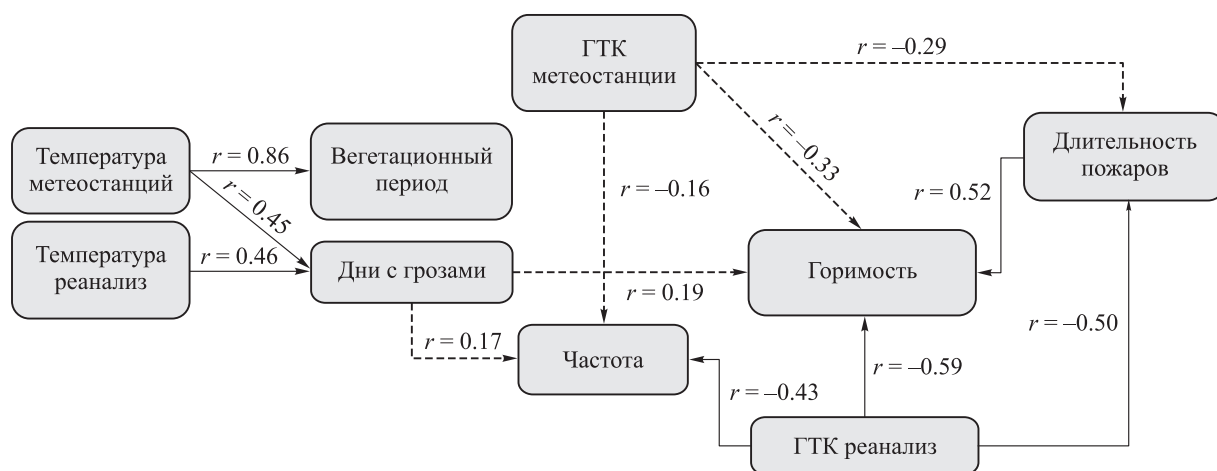 ГТК
метеостанции
r = –0.29
Температура
метеостанций
r = 0.86
Вегетационный
период
r = –0.33
Длительность
пожаров
r = 0.45
r = –0.16
r = 0.52
Температура
реанализ
r = 0.46
Дни с грозами
r = 0.19
Горимость
r = 0.17
Частота
r = –0.43
r = –0.59
r = –0.50
ГТК реанализ